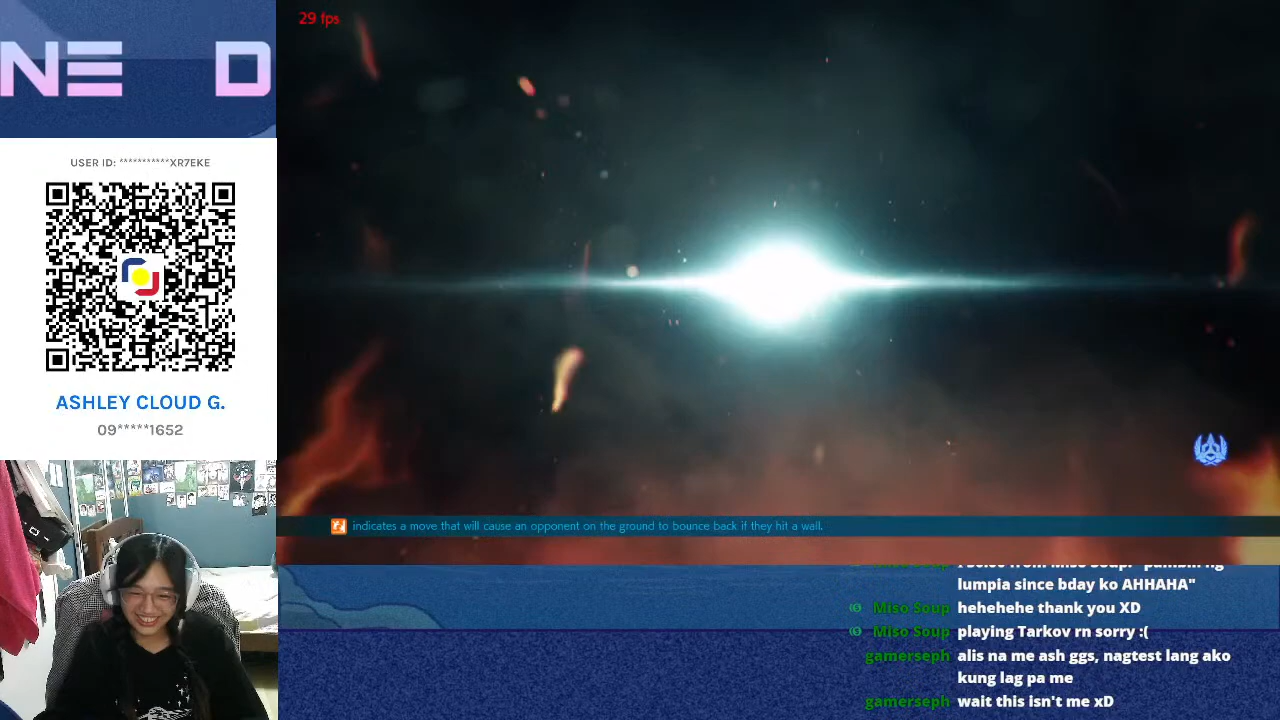 NE D
29 fps
USER ID: ***********XR7EKE
ASHLEY CLOUD G.
09*****1652
indicates a move that will cause an opponent on the ground to bounce back if they hit a wall.
lumpia since bday ko AHHAHA"
Miso Soup hehehehe thank you XD
Miso Soup playing Tarkov rn sorry :(
gamerseph alis na me ash ggs, nagtest lang ako
kung lag pa me
gamerseph wait this isn't me xD